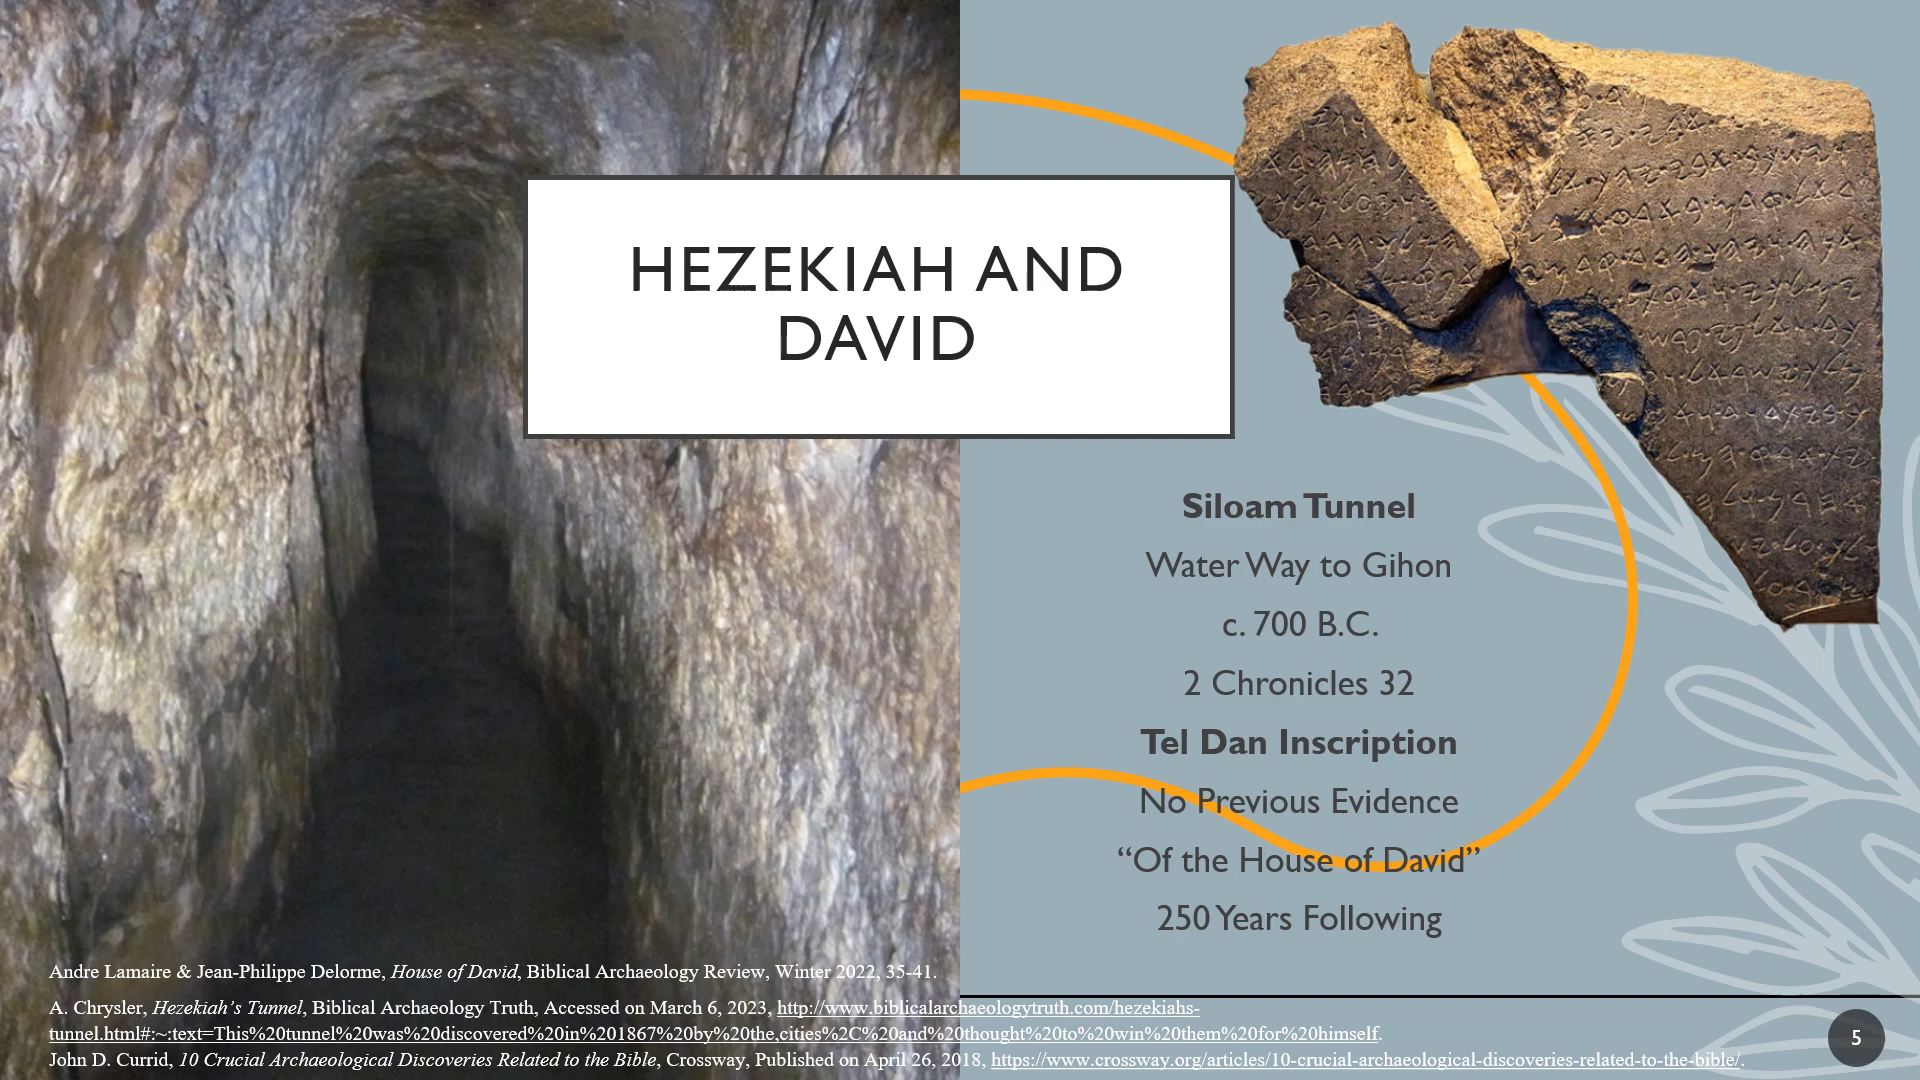 HEZEKIAH AND
DAVID
Siloam Tunnel
Water Way to Gihon
c. 700 B.C.
2 Chronicles 32
Tel Dan Inscription
No Previous Evidence
“Of the House of David”
250 Years Following
Andre Lamaire & Jean-Philippe Delorme, House of David, Biblical Archaeology Review, Winter 2022, 35-41.
A. Chrysler, Hezekiah’s Tunnel, Biblical Archaeology Truth, Accessed on March 6, 2023, http://www.biblicalarchaeologytruth.com/hezekiahs-
tunnel.html#:~:text=This%20tunnel%20was%20discovered%20in%201867%20by%20the,cities%2C%20and%20thought%20to%20win%20them%20for%20himself.
John D. Currid, 10 Crucial Archaeological Discoveries Related to the Bible, Crossway, Published on April 26, 2018, https://www.crossway.org/articles/10-crucial-archaeological-discoveries-related-to-the-bible/.
5